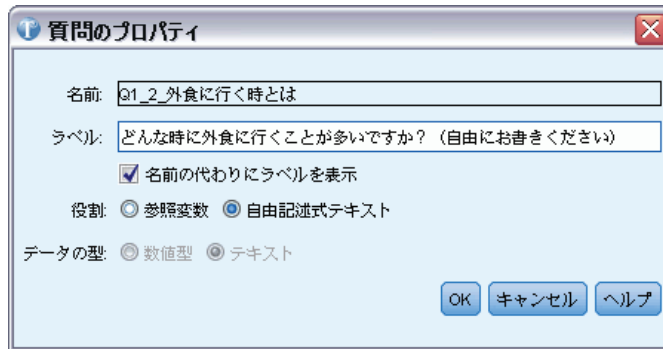 質問のプロパティ
名前: Q1_2_外食に行く時とは
ラベル: どんな時に外食に行くことが多いですか？（自由にお書きください）
名前の代わりにラベルを表示
役割: 参照変数 自由記述式テキスト
データの型: 数値型 テキスト
OK キャンセル ヘルプ